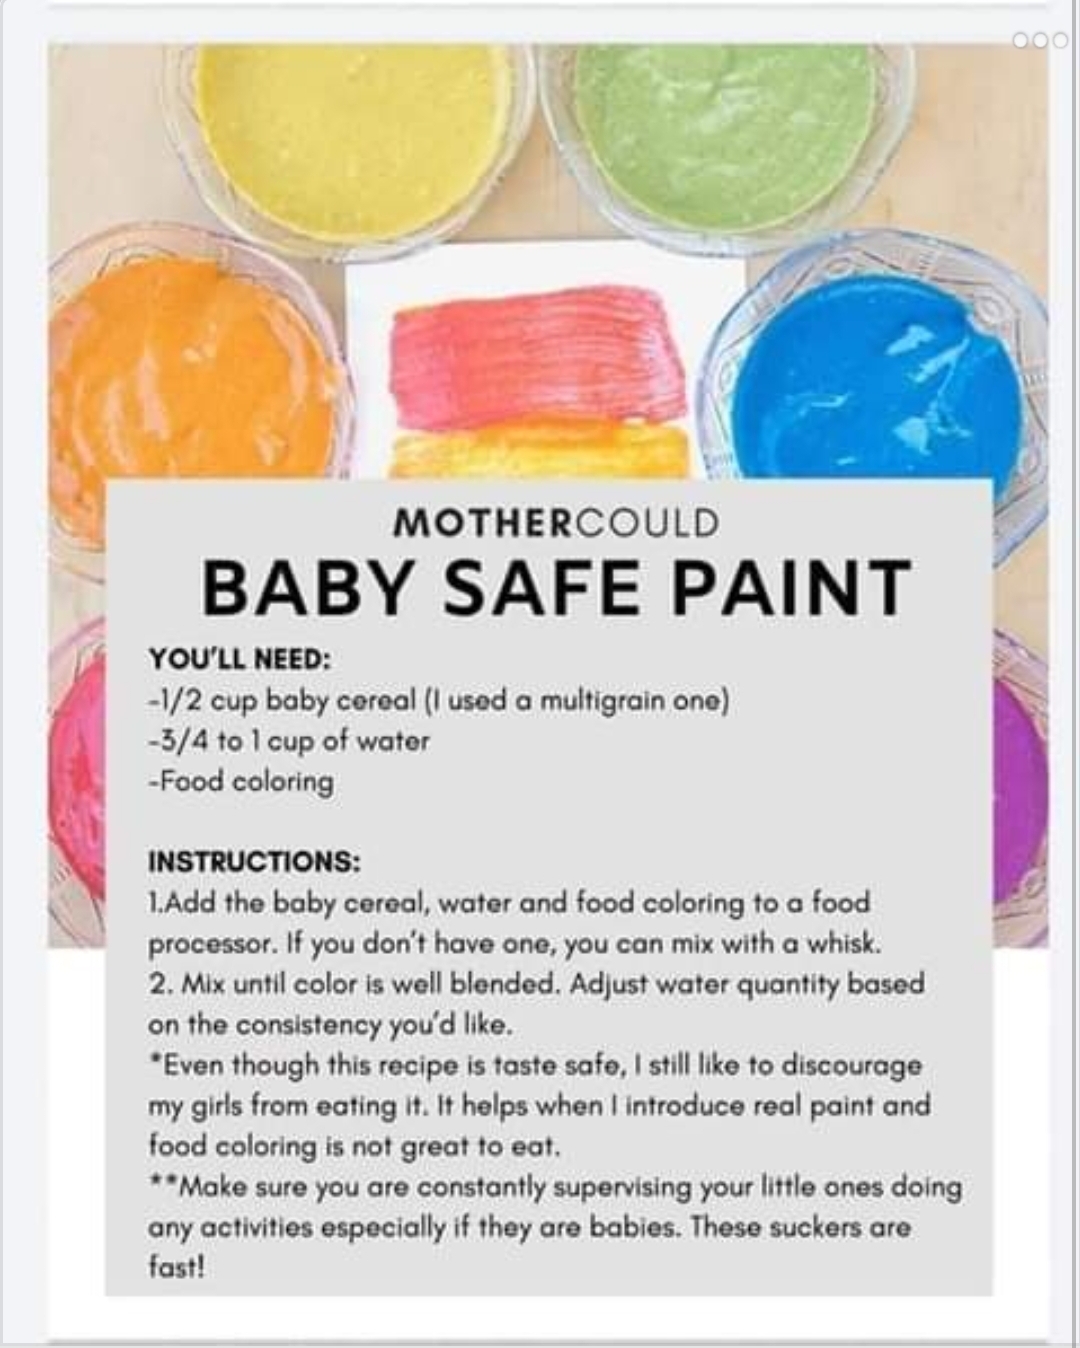 MOTHERCOULD
BABY SAFE PAINT
YOU'LL NEED:
-1/2 cup baby cereal (I used a multigrain one)
-3/4 to 1 cup of water
-Food coloring
INSTRUCTIONS:
1.Add the baby cereal, water and food coloring to a food
processor. If you don't have one, you can mix with a whisk.
2. Mix until color is well blended. Adjust water quantity based
on the consistency you'd like.
*Even though this recipe is taste safe, I still like to discourage
my girls from eating it. It helps when I introduce real paint and
food coloring is not great to eat.
**Make sure you are constantly supervising your little ones doing
any activities especially if they are babies. These suckers are
fast!